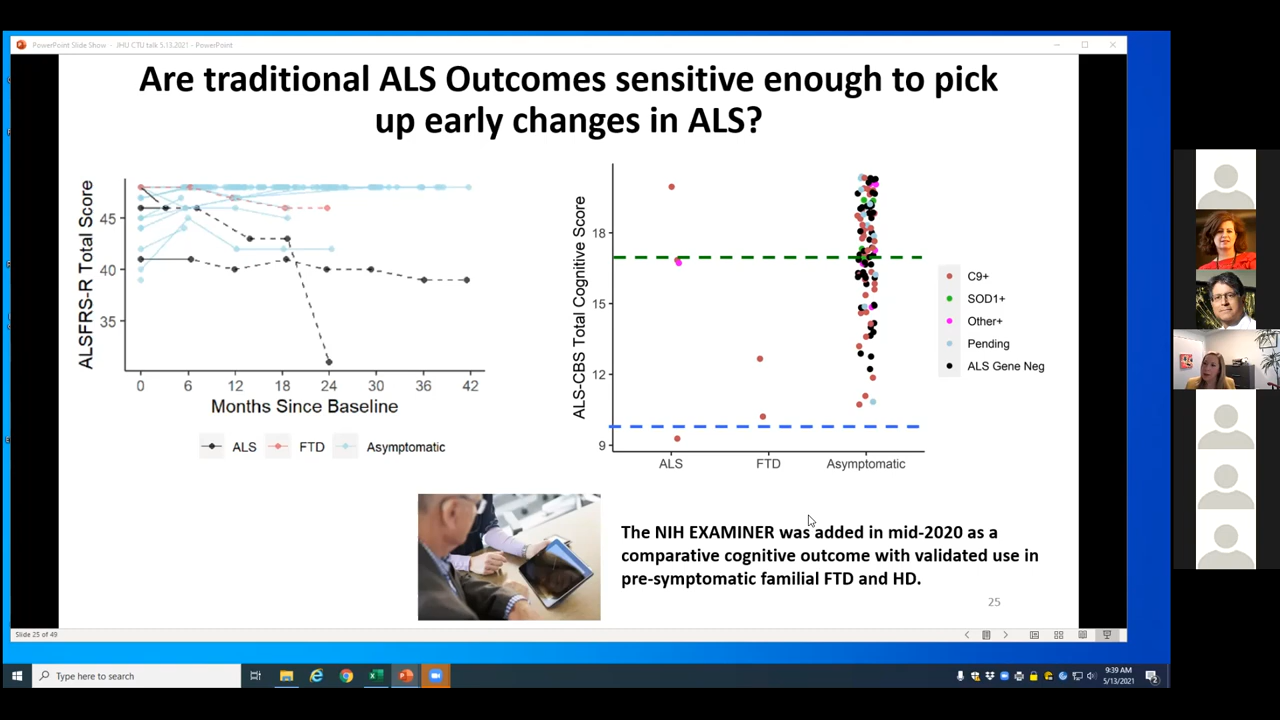 PowerPoint Slide Show - JHU CTU talk 5.13.2021 - PowerPoint
Are traditional ALS Outcomes sensitive enough to pick
up early changes in ALS?
ALSFRS-R Total Score
45
40
35
0 6 12 18 24 30 36 42
Months Since Baseline
ALS FTD Asymptomatic
ALS-CBS Total Cognitive Score
18
15
12
9
ALS FTD Asymptomatic
C9+
SOD1+
Other+
Pending
ALS Gene Neg
The NIH EXAMINER was added in mid-2020 as a
comparative cognitive outcome with validated use in
pre-symptomatic familial FTD and HD.
25
Slide 25 of 49
Type here to search
9:39 AM
5/13/2021
2